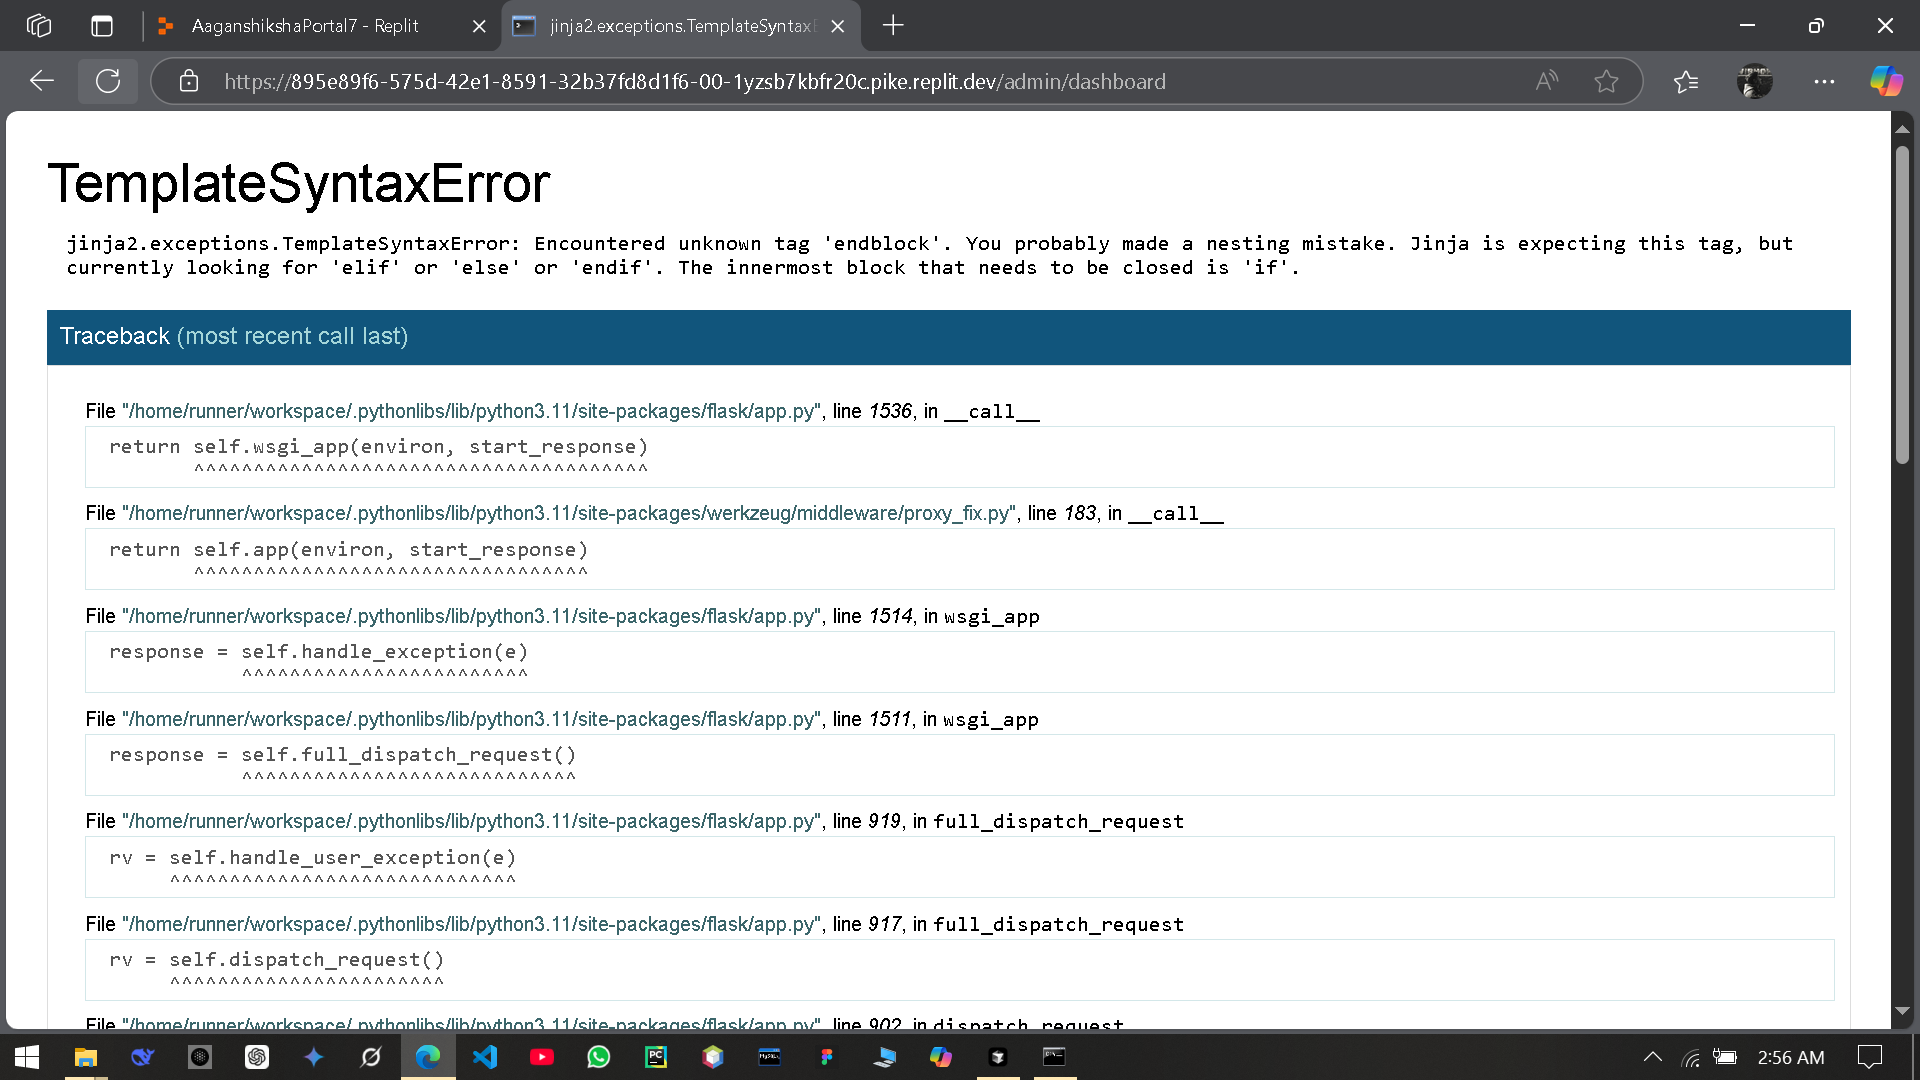 AaganshikshaPortal7 - Replit
jinja2.exceptions.TemplateSyntaxE
https://895e89f6-575d-42e1-8591-32b37fd8d1f6-00-1yzsb7kbfr20c.pike.replit.dev/admin/dashboard
TemplateSyntaxError
jinja2.exceptions.TemplateSyntaxError: Encountered unknown tag 'endblock'. You probably made a nesting mistake. Jinja is expecting this tag, but
currently looking for 'elif' or 'else' or 'endif'. The innermost block that needs to be closed is 'if'.
Traceback (most recent call last)
File "/home/runner/workspace/.pythonlibs/lib/python3.11/site-packages/flask/app.py", line 1536, in __call__
return self.wsgi_app(environ, start_response)
^^^^^^^^^^^^^^^^^^^^^^^^^^^^^^^^^^^^^^
File "/home/runner/workspace/.pythonlibs/lib/python3.11/site-packages/werkzeug/middleware/proxy_fix.py", line 183, in __call__
return self.app(environ, start_response)
^^^^^^^^^^^^^^^^^^^^^^^^^^^^^^^^^
File "/home/runner/workspace/.pythonlibs/lib/python3.11/site-packages/flask/app.py", line 1514, in wsgi_app
response = self.handle_exception(e)
^^^^^^^^^^^^^^^^^^^^^^^^
File "/home/runner/workspace/.pythonlibs/lib/python3.11/site-packages/flask/app.py", line 1511, in wsgi_app
response = self.full_dispatch_request()
^^^^^^^^^^^^^^^^^^^^^^^^^^^^
File "/home/runner/workspace/.pythonlibs/lib/python3.11/site-packages/flask/app.py", line 919, in full_dispatch_request
rv = self.handle_user_exception(e)
^^^^^^^^^^^^^^^^^^^^^^^^^^^^^
File "/home/runner/workspace/.pythonlibs/lib/python3.11/site-packages/flask/app.py", line 917, in full_dispatch_request
rv = self.dispatch_request()
^^^^^^^^^^^^^^^^^^^^^^^
File "/home/runner/workspace/.pythonlibs/lib/python3.11/site-packages/flask/app.py", line 902, in dispatch_request
PC
MySQL
2:56 AM